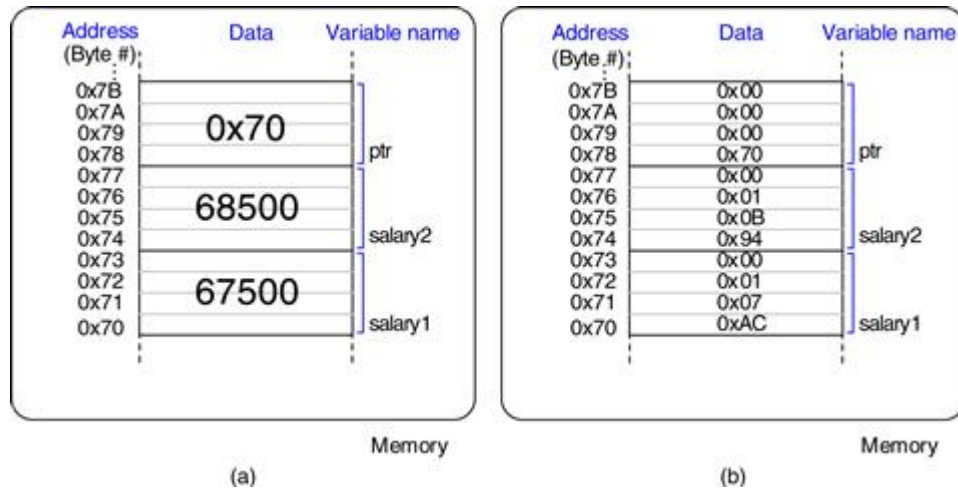 Address Data Variable name
(Byte #)
0x7B
0x7A
0x79 0x70
0x78 ptr
0x77
0x76
0x75 68500
0x74 salary2
0x73
0x72
0x71 67500
0x70 salary1
Memory
(a)
Address Data Variable name
(Byte #)
0x7B 0x00
0x7A 0x00
0x79 0x00
0x78 0x70 ptr
0x77 0x00
0x76 0x01
0x75 0x0B
0x74 0x94 salary2
0x73 0x00
0x72 0x01
0x71 0x07
0x70 0xAC salary1
Memory
(b)